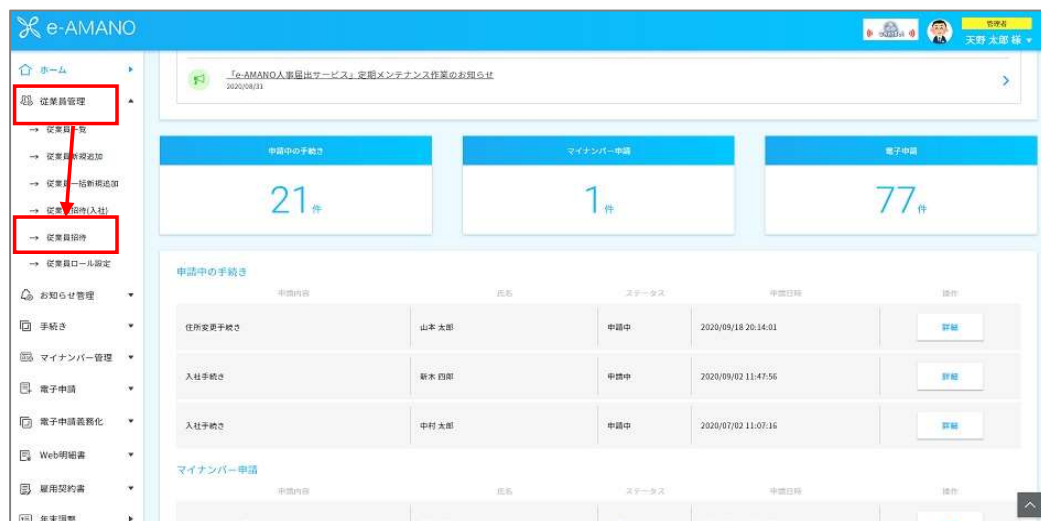 e-AMANO
管理者
天野 太郎 様
ホーム
従業員管理
従業員一覧
従業員新規追加
従業員一括新規追加
従業員招待(入社)
従業員招待
従業員ロール設定
お知らせ管理
手続き
マイナンバー管理
電子申請
電子申請義務化
Web明細書
雇用契約書
年末調整
「e-AMANO人事届出サービス」定期メンテナンス作業のお知らせ
2020/08/31
申請中の手続き
マイナンバー申請
電子申請
21件
1件
77件
申請中の手続き
申請内容 氏名 ステータス 申請日時 操作
住所変更手続き 山本 太郎 申請中 2020/09/18 20:14:01 詳細
入社手続き 新木 四郎 申請中 2020/09/02 11:47:56 詳細
入社手続き 中村 太郎 申請中 2020/07/02 11:07:16 詳細
マイナンバー申請
申請内容 氏名 ステータス 申請日時 操作